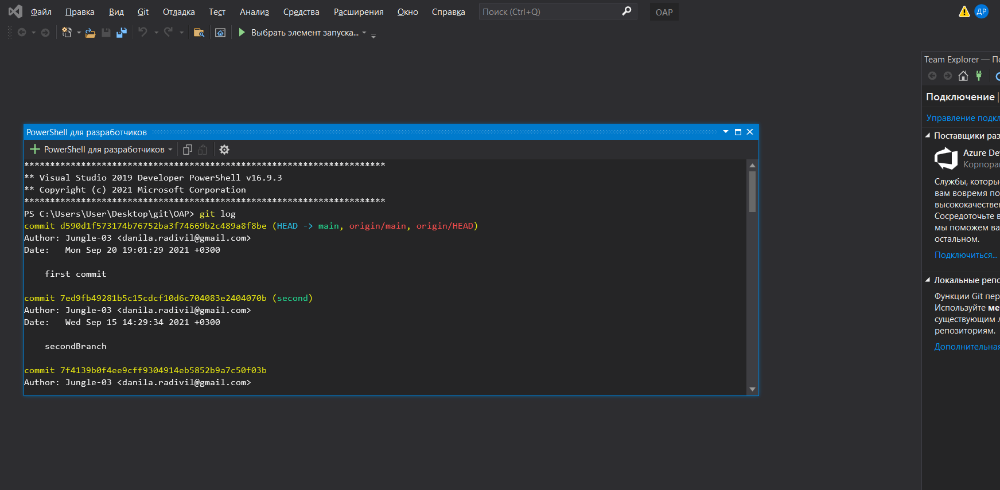 Файл Правка Вид Git Отладка Тест Анализ Средства Расширения Окно Справка Поиск (Ctrl+Q) OAP ДР
Выбрать элемент запуска...
Team Explorer — По
Подключение
Управление подкл
Поставщики раз
Azure Dev
Корпорац
Службы, которые
вам вовремя по
высококачествен
Сосредоточьте в
мы поможем ва
остальном.
Подключиться...
Локальные репо
Функции Git пер
Используйте ме
существующим л
репозиториям.
Дополнительная
PowerShell для разработчиков
PowerShell для разработчиков
**********************************************************************
** Visual Studio 2019 Developer PowerShell v16.9.3
** Copyright (c) 2021 Microsoft Corporation
**********************************************************************
PS C:\Users\User\Desktop\git\OAP> git log
commit d590d1f573174b76752ba3f74669b2c489a8f8be (HEAD -> main, origin/main, origin/HEAD)
Author: Jungle-03 <danila.radivil@gmail.com>
Date:   Mon Sep 20 19:01:29 2021 +0300
first commit
commit 7ed9fb49281b5c15cdcf10d6c704083e2404070b (second)
Author: Jungle-03 <danila.radivil@gmail.com>
Date:   Wed Sep 15 14:29:34 2021 +0300
secondBranch
commit 7f4139b0f4ee9cff9304914eb5852b9a7c50f03b
Author: Jungle-03 <danila.radivil@gmail.com>